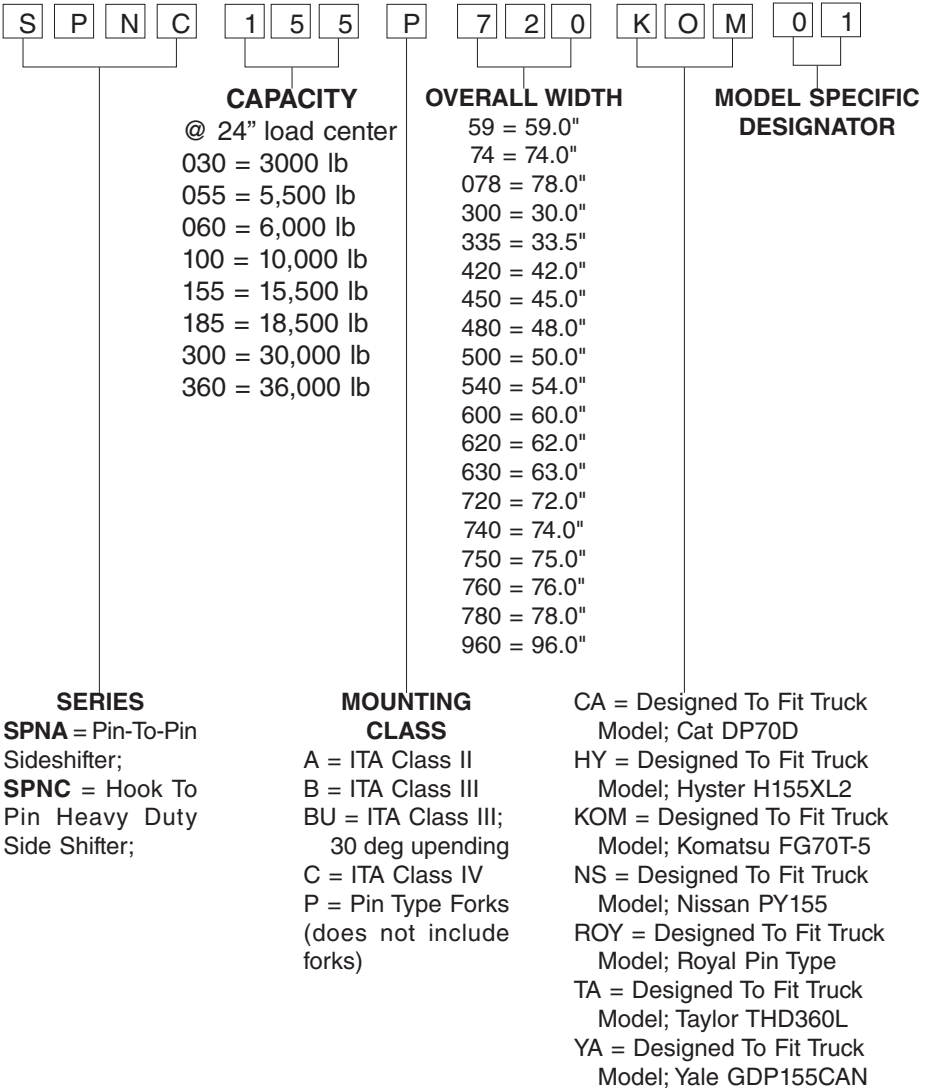 S P N C 1 5 5 P 7 2 0 K O M 0 1
CAPACITY
@ 24” load center
030 = 3000 lb
055 = 5,500 lb
060 = 6,000 lb
100 = 10,000 lb
155 = 15,500 lb
185 = 18,500 lb
300 = 30,000 lb
360 = 36,000 lb
OVERALL WIDTH
59 = 59.0"
74 = 74.0"
078 = 78.0"
300 = 30.0"
335 = 33.5"
420 = 42.0"
450 = 45.0"
480 = 48.0"
500 = 50.0"
540 = 54.0"
600 = 60.0"
620 = 62.0"
630 = 63.0"
720 = 72.0"
740 = 74.0"
750 = 75.0"
760 = 76.0"
780 = 78.0"
960 = 96.0"
MODEL SPECIFIC
DESIGNATOR
SERIES
SPNA = Pin-To-Pin
Sideshifter;
SPNC = Hook To
Pin Heavy Duty
Side Shifter;
MOUNTING
CLASS
A = ITA Class II
B = ITA Class III
BU = ITA Class III;
30 deg upending
C = ITA Class IV
P = Pin Type Forks
(does not include
forks)
CA = Designed To Fit Truck
Model; Cat DP70D
HY = Designed To Fit Truck
Model; Hyster H155XL2
KOM = Designed To Fit Truck
Model; Komatsu FG70T-5
NS = Designed To Fit Truck
Model; Nissan PY155
ROY = Designed To Fit Truck
Model; Royal Pin Type
TA = Designed To Fit Truck
Model; Taylor THD360L
YA = Designed To Fit Truck
Model; Yale GDP155CAN